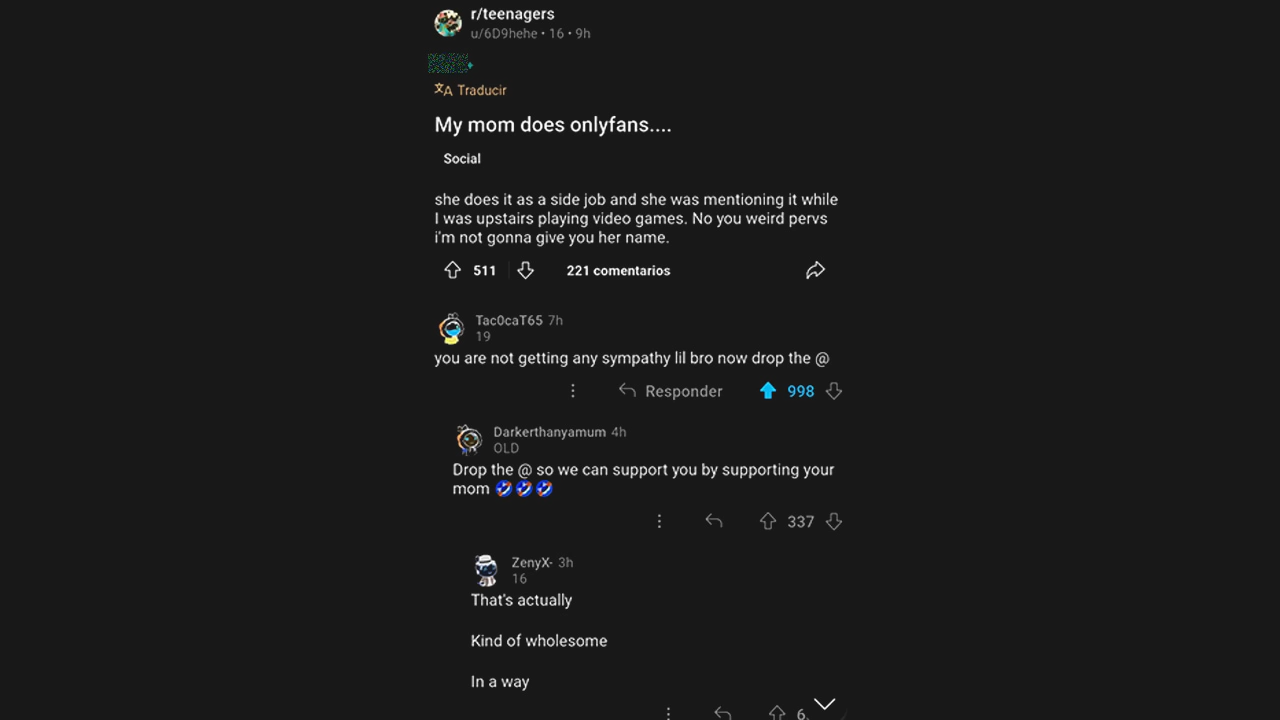 r/teenagers
u/6D9hehe • 16 • 9h
Traducir
My mom does onlyfans....
Social
she does it as a side job and she was mentioning it while
I was upstairs playing video games. No you weird pervs
i'm not gonna give you her name.
511 221 comentarios
Tac0caT65 7h
19
you are not getting any sympathy lil bro now drop the @
Responder 998
Darkerthanyamum 4h
OLD
Drop the @ so we can support you by supporting your
mom 🤣🤣🤣
337
ZenyX- 3h
16
That's actually
Kind of wholesome
In a way